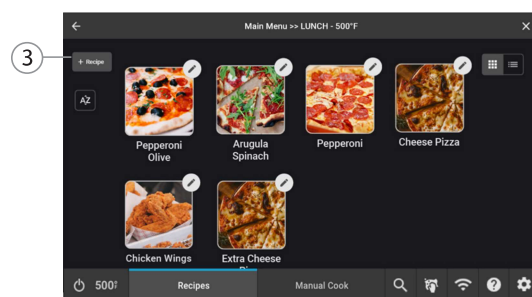 Main Menu >> LUNCH - 500°F
3
+ Recipe
AZ
Pepperoni
Olive
Arugula
Spinach
Pepperoni
Cheese Pizza
Chicken Wings
Extra Cheese
500°F
Recipes
Manual Cook